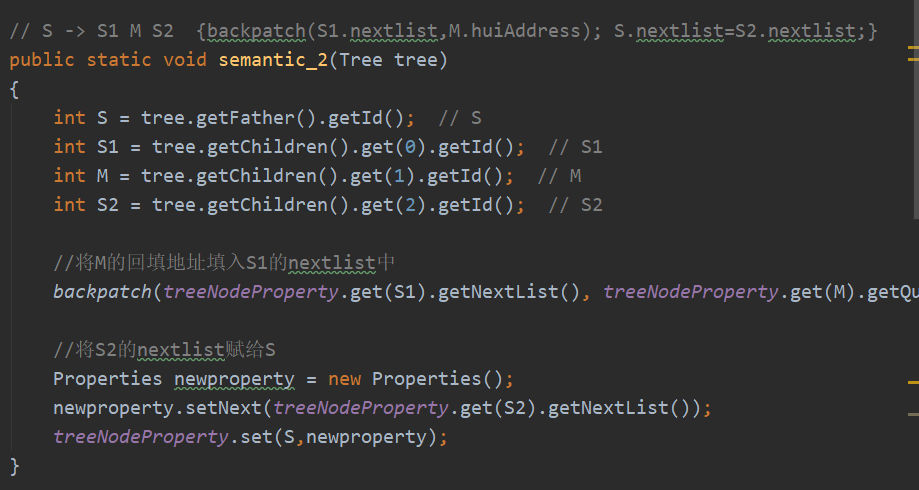 // S -> S1 M S2  {backpatch(S1.nextlist,M.huiAddress); S.nextlist=S2.nextlist;}
public static void semantic_2(Tree tree)
{
    int S = tree.getFather().getId();  // S
    int S1 = tree.getChildren().get(0).getId();  // S1
    int M = tree.getChildren().get(1).getId();  // M
    int S2 = tree.getChildren().get(2).getId();  // S2
    //将M的回填地址填入S1的nextlist中
    backpatch(treeNodeProperty.get(S1).getNextList(), treeNodeProperty.get(M).getQu
    //将S2的nextlist赋给S
    Properties newproperty = new Properties();
    newproperty.setNext(treeNodeProperty.get(S2).getNextList());
    treeNodeProperty.set(S,newproperty);
}